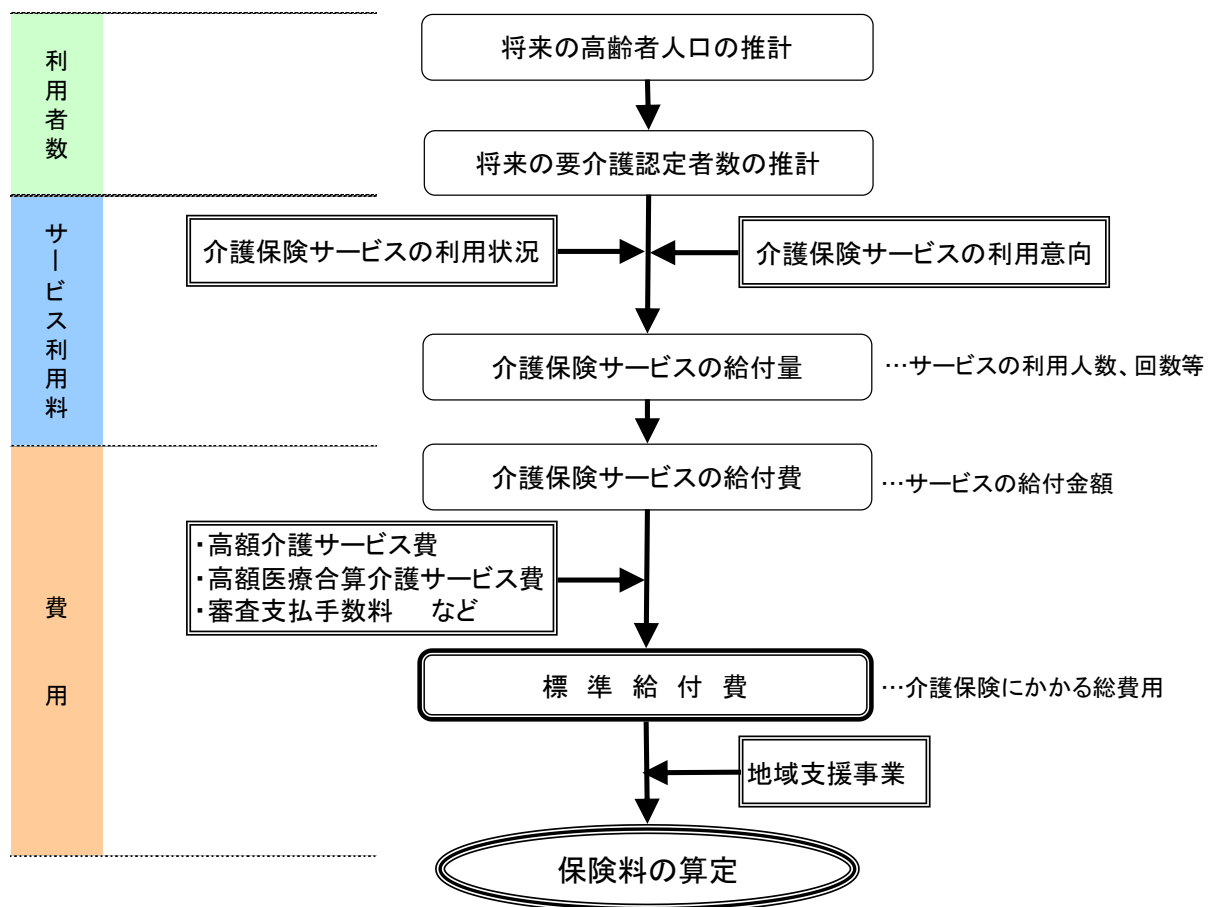 利用者数
将来の高齢者人口の推計
将来の要介護認定者数の推計
サービス利用料
介護保険サービスの利用状況
介護保険サービスの利用意向
介護保険サービスの給付量
…サービスの利用人数、回数等
費用
介護保険サービスの給付費
…サービスの給付金額
・高額介護サービス費
・高額医療合算介護サービス費
・審査支払手数料 など
標準給付費
…介護保険にかかる総費用
地域支援事業
保険料の算定